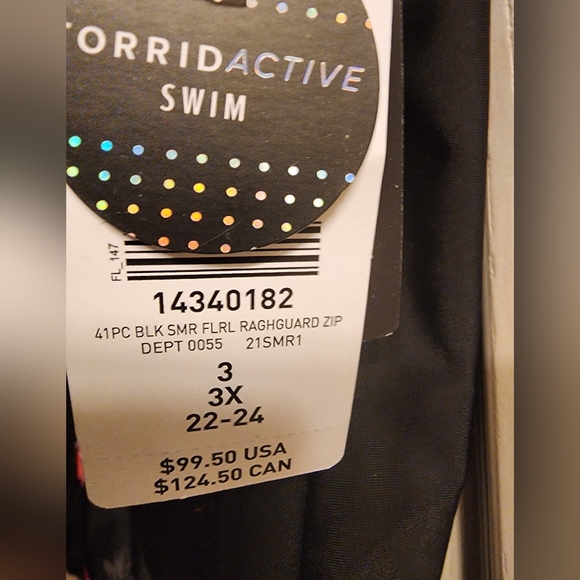 TORRIDACTIVE
SWIM
FL_147
14340182
41PC BLK SMR FLRL RAGHGUARD ZIP
DEPT 0055 21SMR1
3
3X
22-24
$99.50 USA
$124.50 CAN